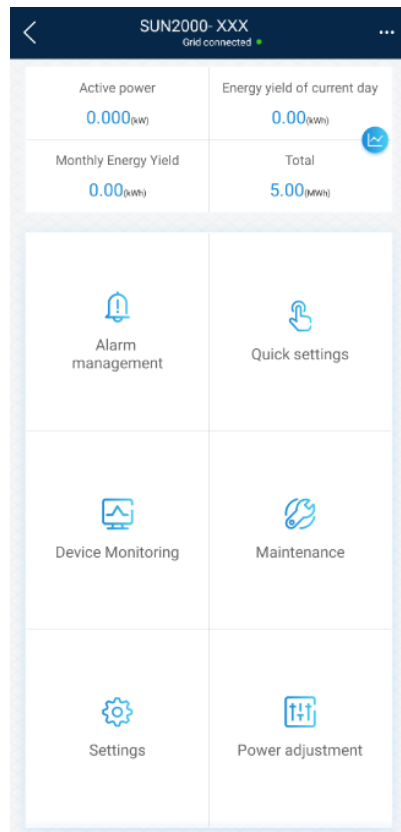 SUN2000- XXX
Grid connected
Active power
Energy yield of current day
0.000(kW)
0.00(kWh)
Monthly Energy Yield
Total
0.00(kWh)
5.00(MWh)
Alarm
management
Quick settings
Device Monitoring
Maintenance
Settings
Power adjustment